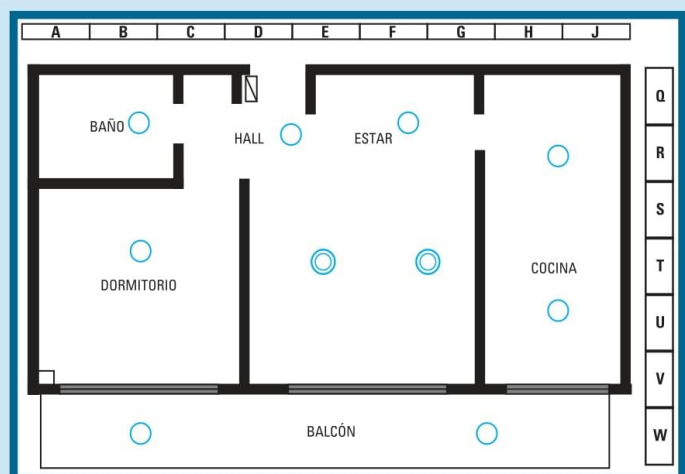 A B C D E F G H J
Q
BAÑO
HALL
ESTAR
R
S
T
COCINA
DORMITORIO
U
V
BALCÓN
W